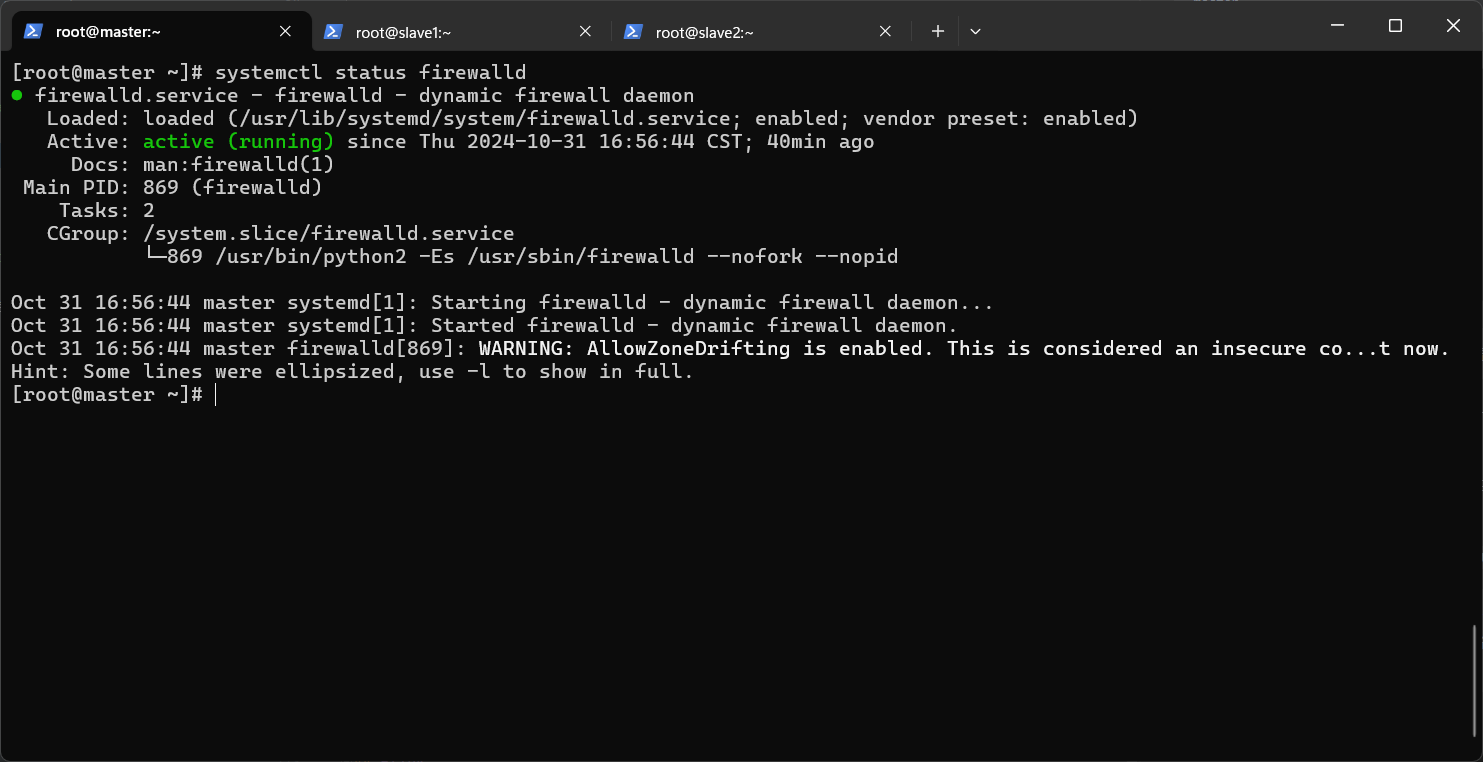 root@master:~ root@slave1:~ root@slave2:~
[root@master ~]# systemctl status firewalld
● firewalld.service - firewalld - dynamic firewall daemon
   Loaded: loaded (/usr/lib/systemd/system/firewalld.service; enabled; vendor preset: enabled)
   Active: active (running) since Thu 2024-10-31 16:56:44 CST; 40min ago
     Docs: man:firewalld(1)
 Main PID: 869 (firewalld)
    Tasks: 2
   CGroup: /system.slice/firewalld.service
           └─869 /usr/bin/python2 -Es /usr/sbin/firewalld --nofork --nopid
Oct 31 16:56:44 master systemd[1]: Starting firewalld - dynamic firewall daemon...
Oct 31 16:56:44 master systemd[1]: Started firewalld - dynamic firewall daemon.
Oct 31 16:56:44 master firewalld[869]: WARNING: AllowZoneDrifting is enabled. This is considered an insecure co...t now.
Hint: Some lines were ellipsized, use -l to show in full.
[root@master ~]#